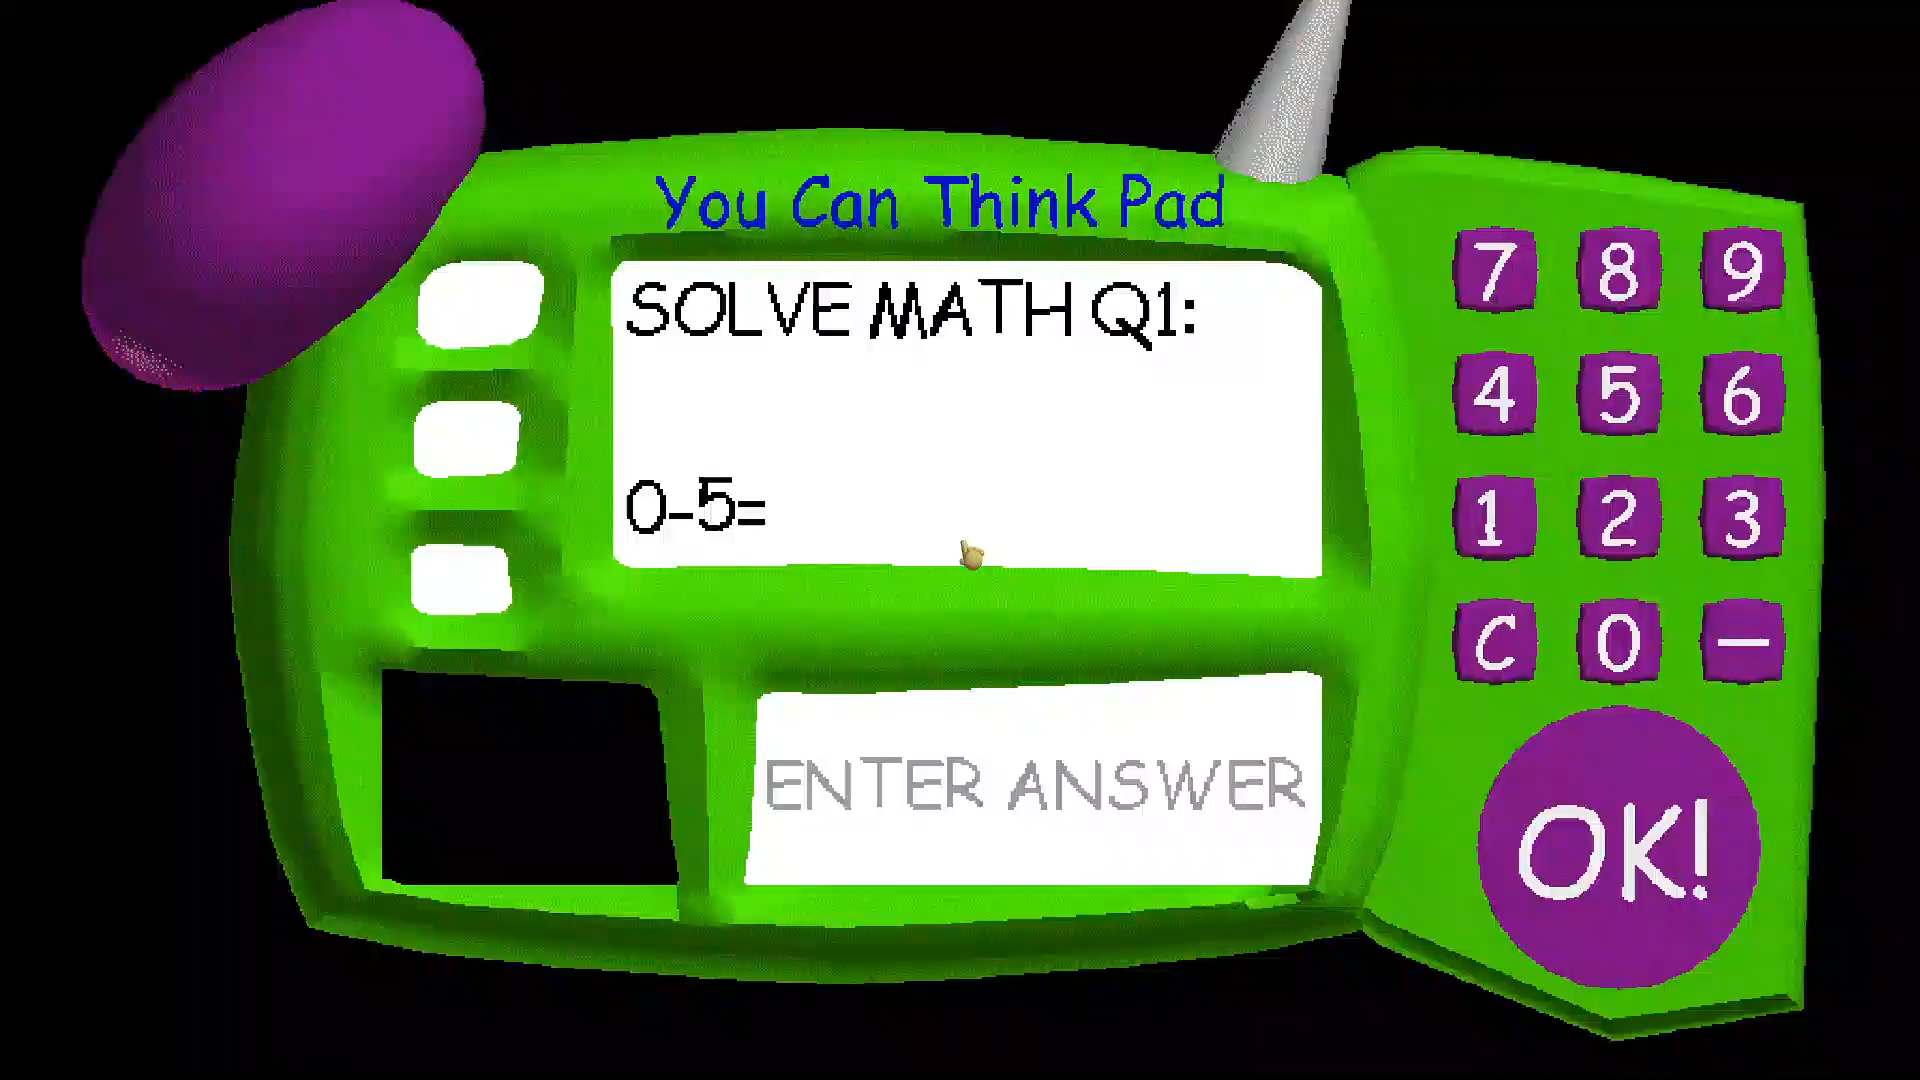 You Can Think Pad
SOLVE MATH Q1:
0-5=
ENTER ANSWER
7 8 9
4 5 6
1 2 3
C 0 —
OK!